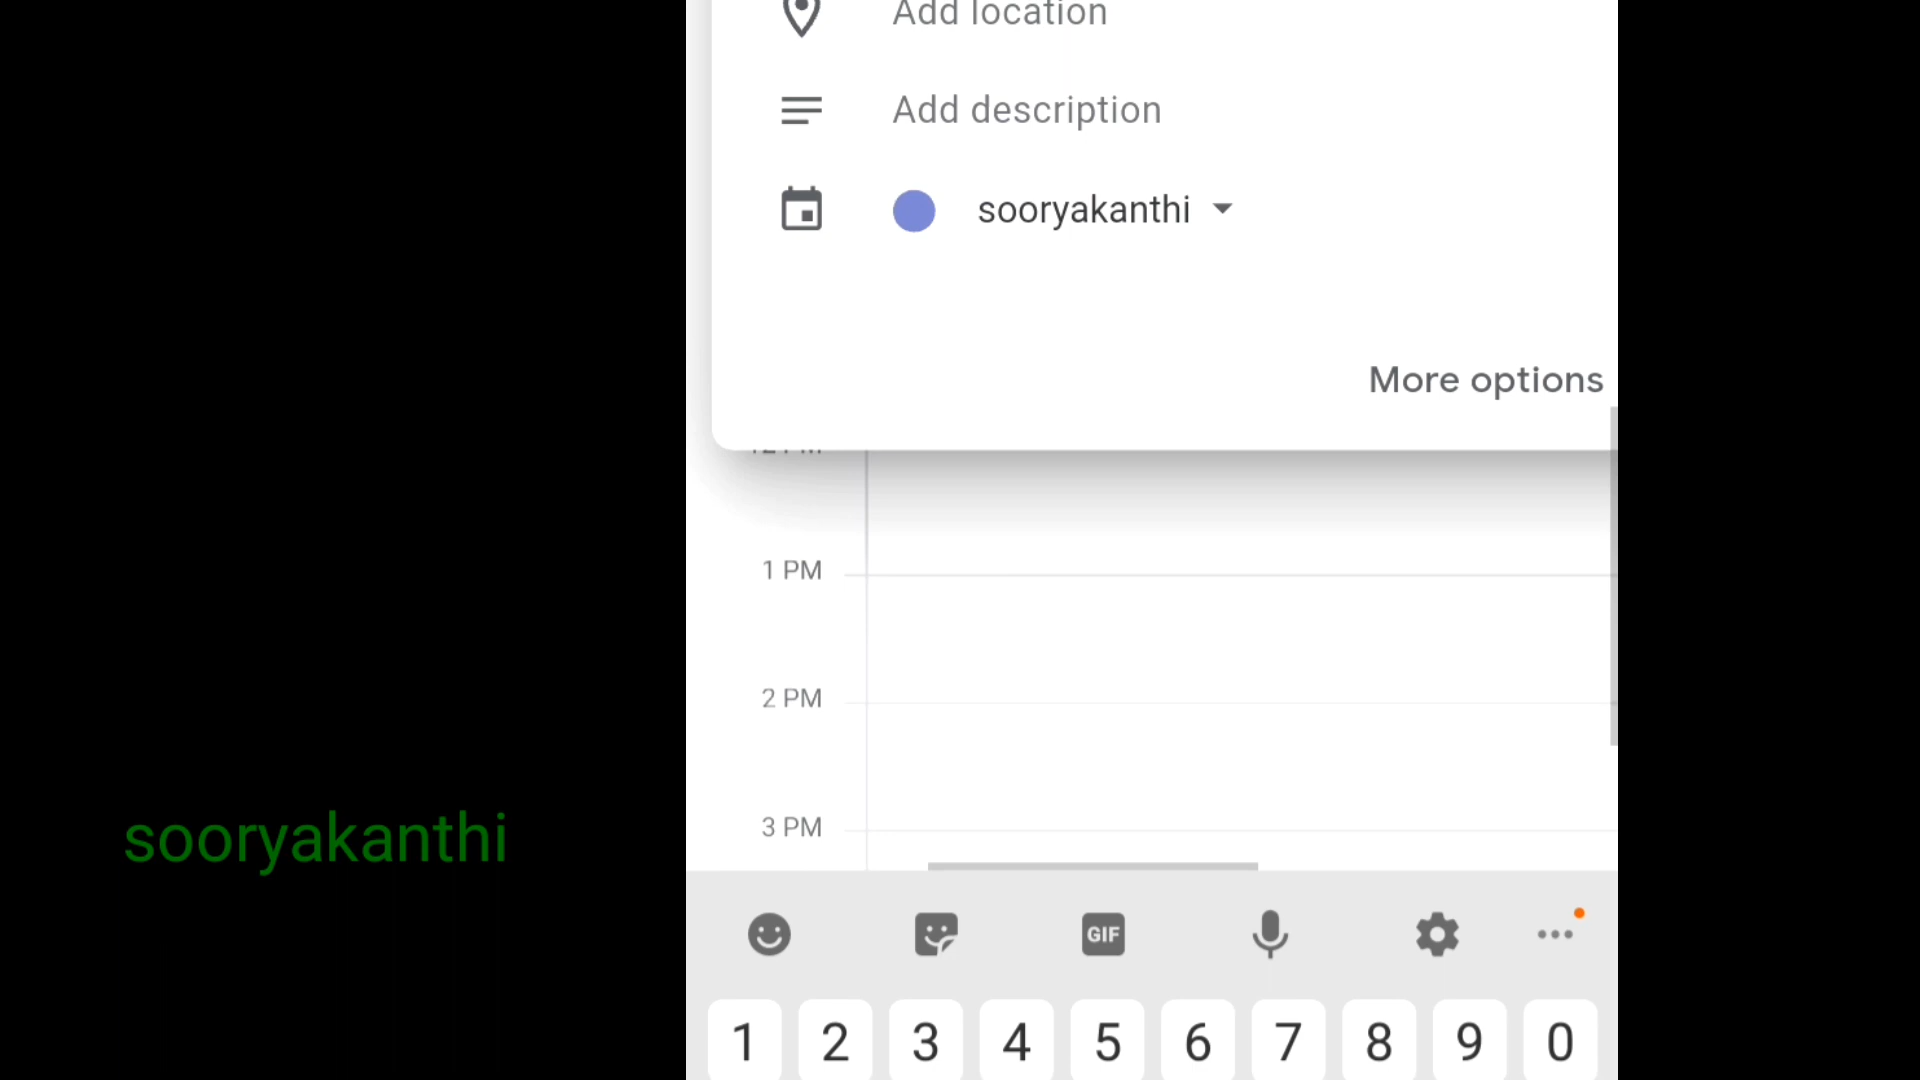 Add location
Add description
sooryakanthi
More options
1 PM
2 PM
3 PM
sooryakanthi
GIF
1 2 3 4 5 6 7 8 9 0